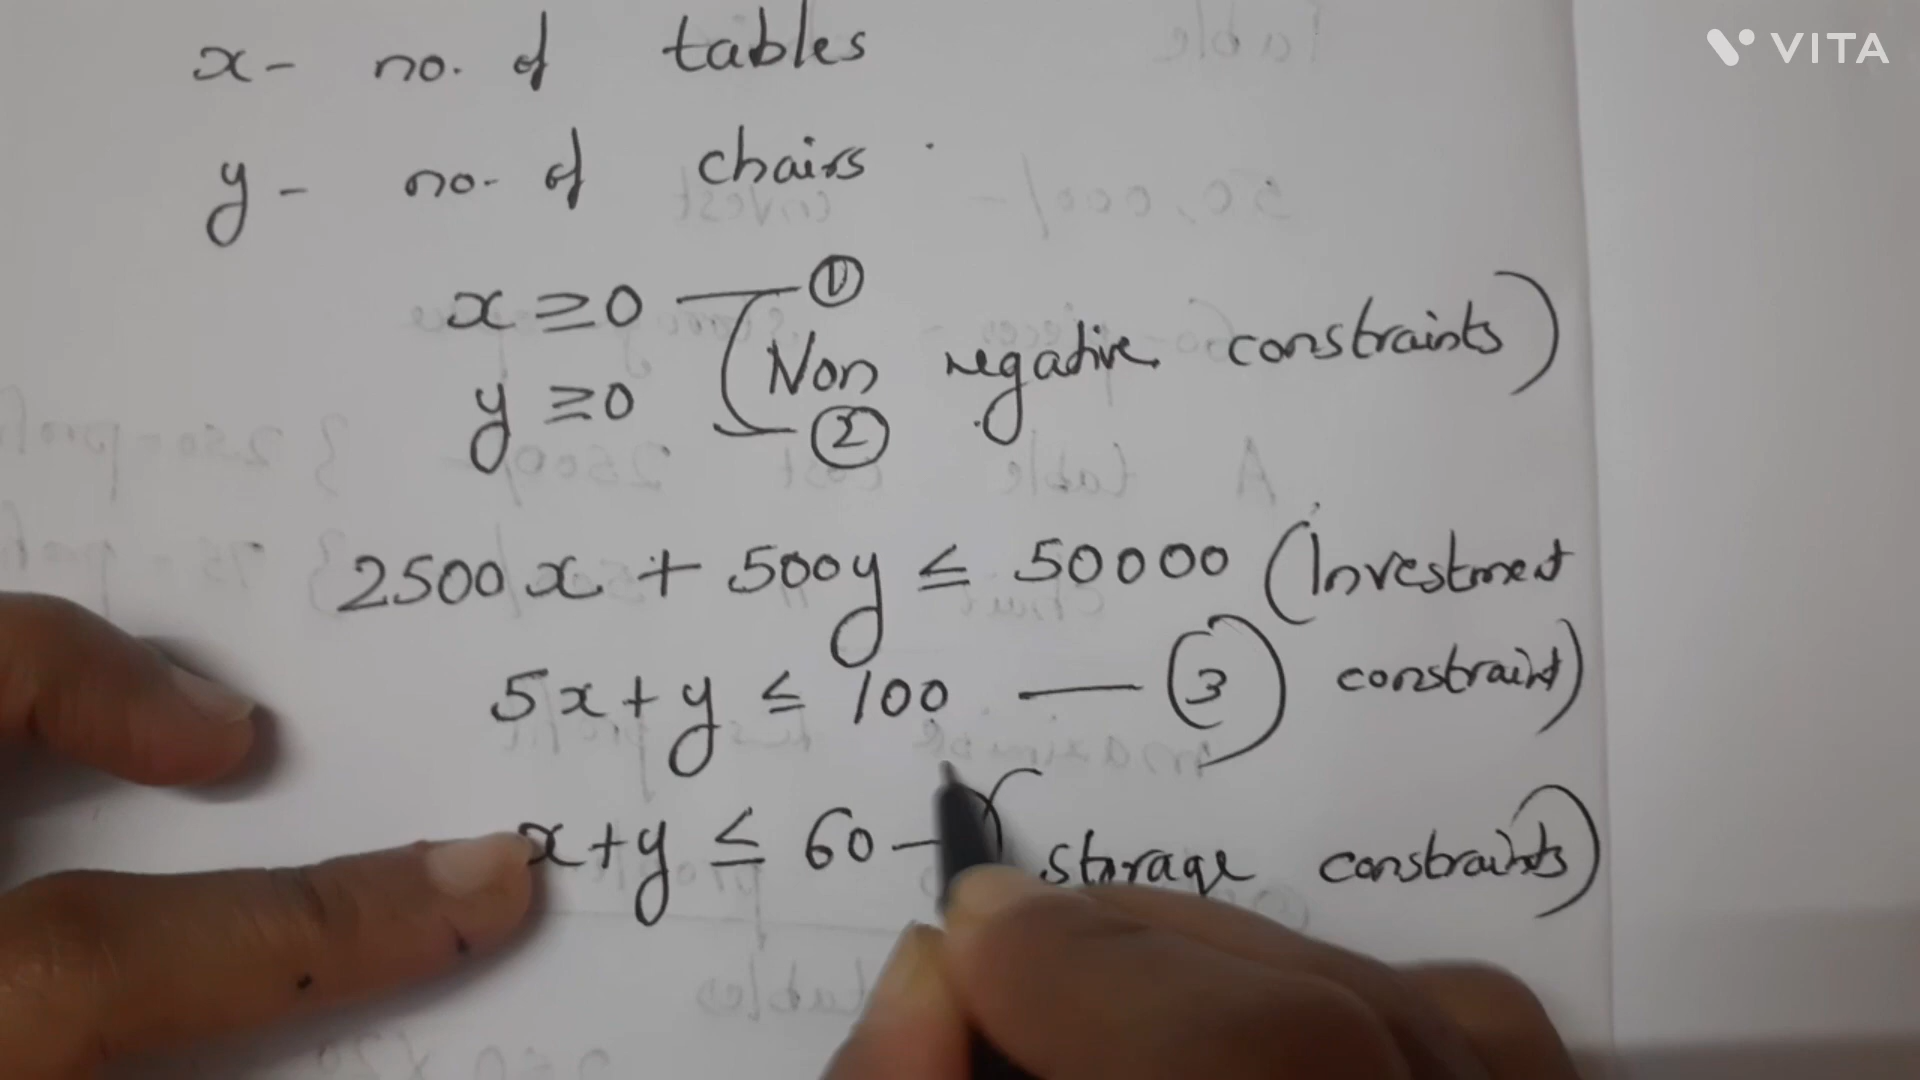 VITA
x - no. of tables
y - no. of chairs
x ≥ 0 — ①
(Non negative constraints)
y ≥ 0 — ②
2500x + 500y ≤ 50000 (Investment
5x + y ≤ 100 — ③ constraint)
x + y ≤ 60 — (storage constraints)